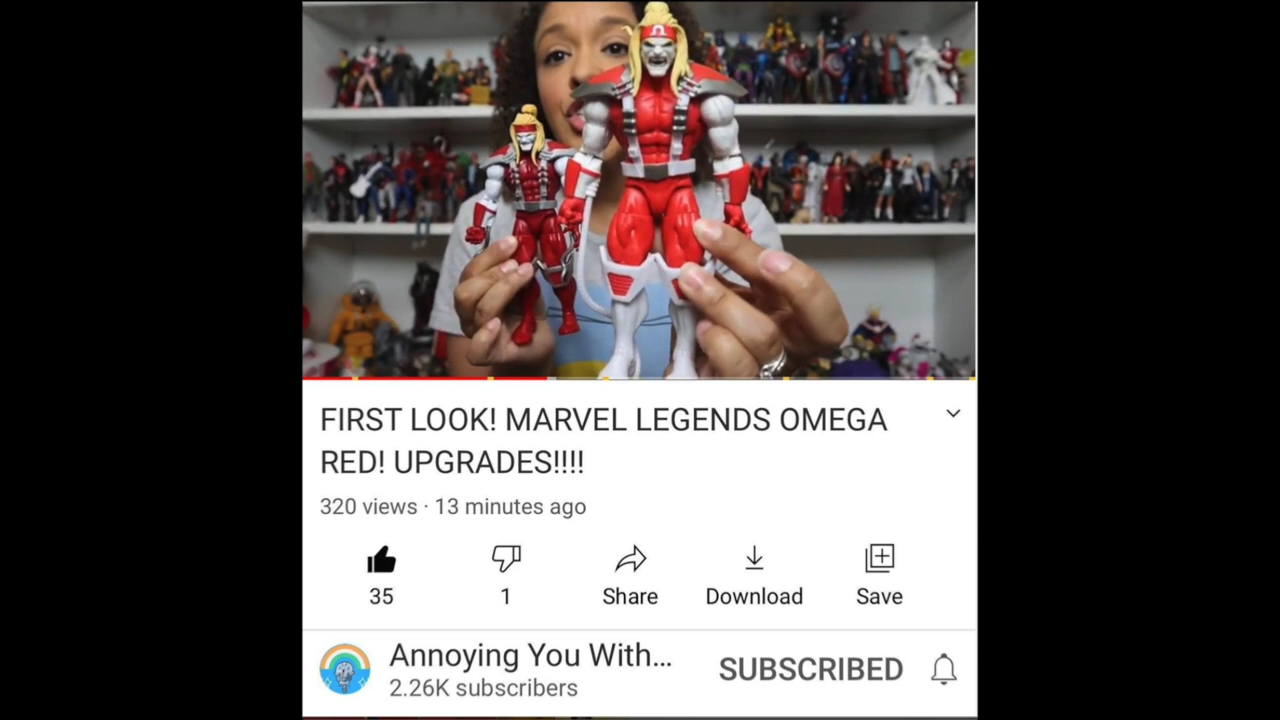 FIRST LOOK! MARVEL LEGENDS OMEGA
RED! UPGRADES!!!!
320 views · 13 minutes ago
35
1
Share
Download
Save
Annoying You With...
SUBSCRIBED
2.26K subscribers